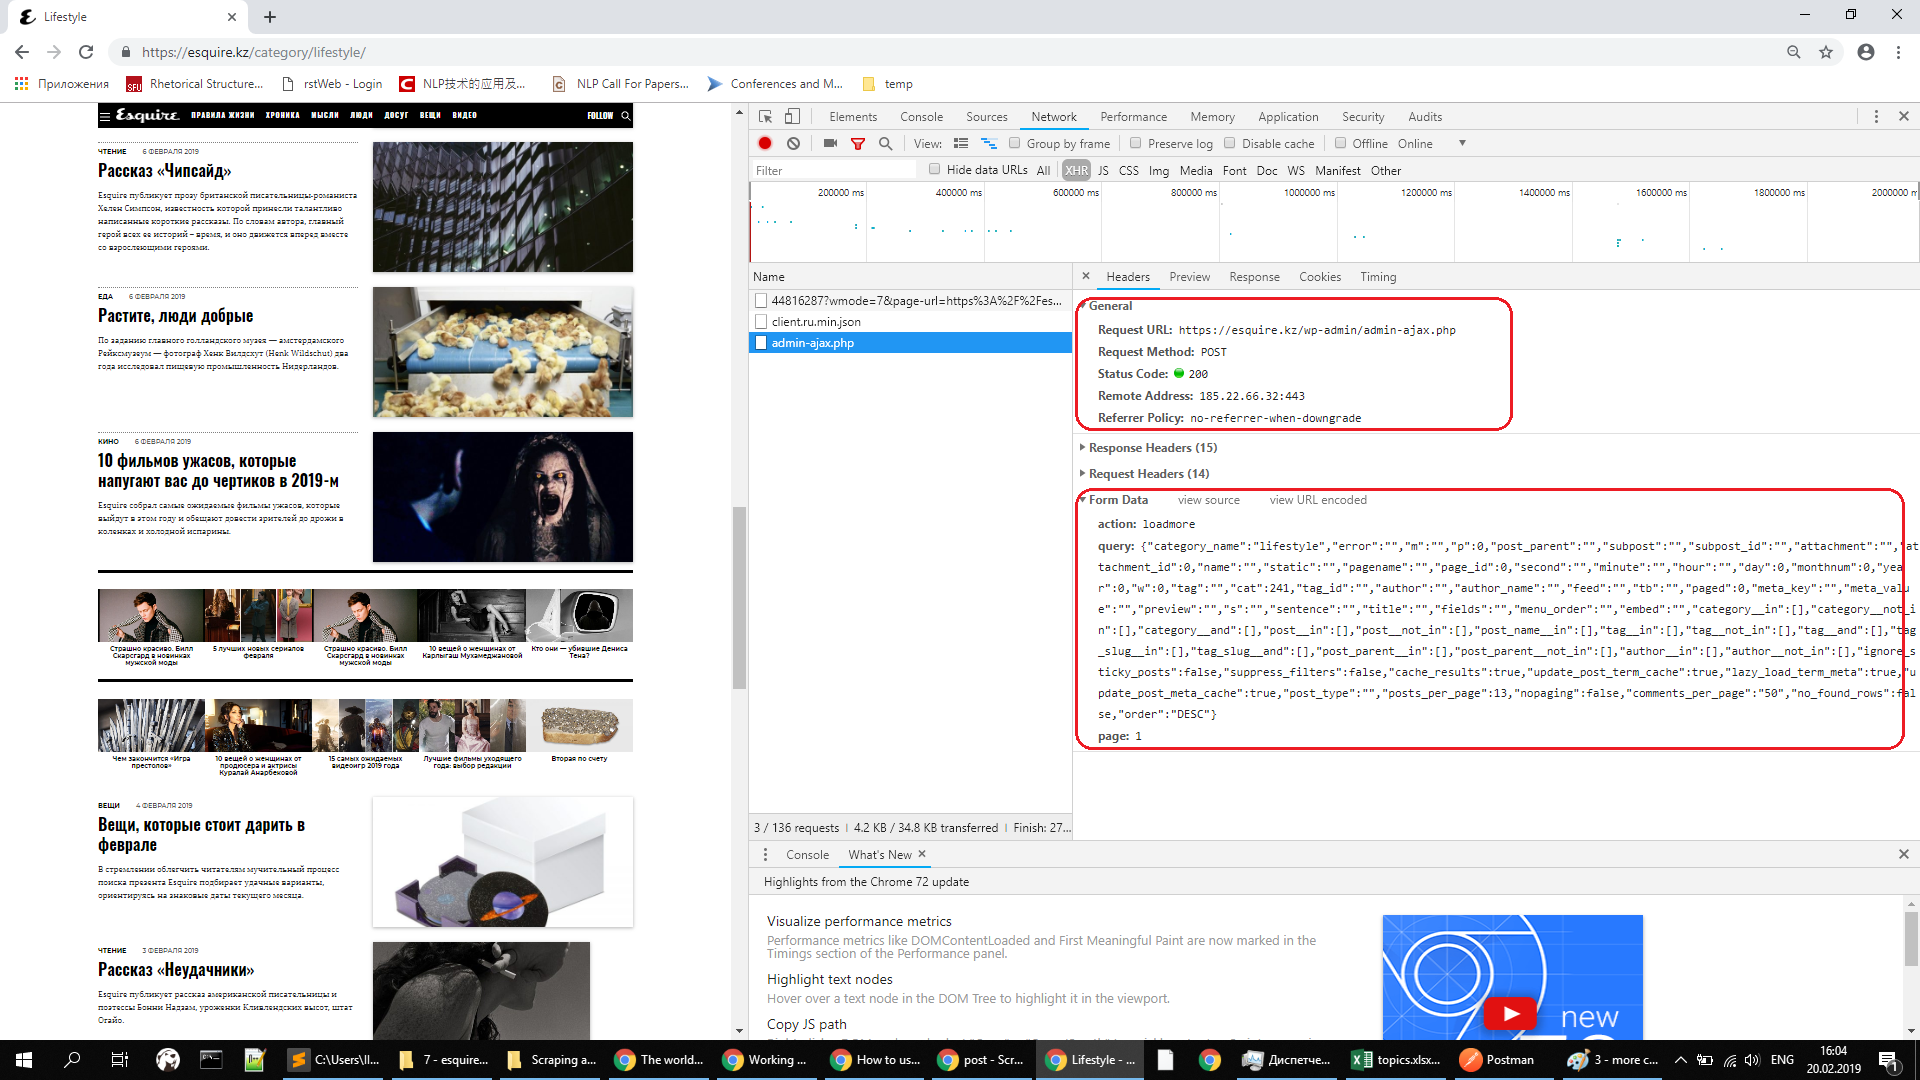 Lifestyle
https://esquire.kz/category/lifestyle/
Приложения
Rhetorical Structure...
rstWeb - Login
NLP技术的应用及...
NLP Call For Papers...
Conferences and M...
temp
Esquire
ПРАВИЛА ЖИЗНИ ХРОНИКА МЫСЛИ ЛЮДИ ДОСУГ ВЕЩИ ВИДЕО
FOLLOW
ЧТЕНИЕ 6 ФЕВРАЛЯ 2019
Рассказ «Чипсайд»
Esquire публикует прозу британской писательницы-романиста
Хелен Симпсон, известность которой принесли талантливо
написанные короткие рассказы. По словам автора, главный
герой всех ее историй – время, и оно движется вперед вместе
со взрослеющими героями.
ЕДА 6 ФЕВРАЛЯ 2019
Растите, люди добрые
По заданию главного голландского музея — амстердамского
Рейксмузеум — фотограф Хенк Вилдсхут (Henk Wildschut) два
года исследовал пищевую промышленность Нидерландов.
КИНО 6 ФЕВРАЛЯ 2019
10 фильмов ужасов, которые
напугают вас до чертиков в 2019-м
Esquire собрал самые ожидаемые фильмы ужасов, которые
выйдут в этом году и обещают довести зрителей до дрожи в
коленках и холодной испарины.
Страшно красиво. Билл
Скарсгард в новинках
мужской моды
5 лучших новых сериалов
февраля
Страшно красиво. Билл
Скарсгард в новинках
мужской моды
10 вещей о женщинах от
Карлыгаш Мухамеджановой
Кто они — убившие Дениса
Тена?
Чем закончится «Игра
престолов»
10 вещей о женщинах от
продюсера и актрисы
Куралай Анарбековой
15 самых ожидаемых
видеоигр 2019 года
Лучшие фильмы уходящего
года: выбор редакции
Вторая по счету
ВЕЩИ 4 ФЕВРАЛЯ 2019
Вещи, которые стоит дарить в
феврале
В стремлении облегчить читателям мучительный процесс
поиска презента Esquire подбирает удачные варианты,
ориентируясь на знаковые даты текущего месяца.
ЧТЕНИЕ 3 ФЕВРАЛЯ 2019
Рассказ «Неудачники»
Esquire публикует рассказ американской писательницы и
поэтессы Бонни Надзам, уроженки Кливлендских высот, штат
Огайо.
Elements Console Sources Network Performance Memory Application Security Audits
View: Group by frame Preserve log Disable cache Offline Online
Filter Hide data URLs All XHR JS CSS Img Media Font Doc WS Manifest Other
200000 ms 400000 ms 600000 ms 800000 ms 1000000 ms 1200000 ms 1400000 ms 1600000 ms 1800000 ms 2000000 m
Name
44816287?wmode=7&page-url=https%3A%2F%2Fes...
client.ru.min.json
admin-ajax.php
3 / 136 requests
4.2 KB / 34.8 KB transferred
Finish: 27...
Headers Preview Response Cookies Timing
General
Request URL: https://esquire.kz/wp-admin/admin-ajax.php
Request Method: POST
Status Code: 200
Remote Address: 185.22.66.32:443
Referrer Policy: no-referrer-when-downgrade
Response Headers (15)
Request Headers (14)
Form Data view source view URL encoded
action: loadmore
query: {"category_name":"lifestyle","error":"","m":"","p":0,"post_parent":"","subpost":"","subpost_id":"","attachment":"","at
tachment_id":0,"name":"","static":"","pagename":"","page_id":0,"second":"","minute":"","hour":"","day":0,"monthnum":0,"yea
r":0,"w":0,"tag":"","cat":241,"tag_id":"","author":"","author_name":"","feed":"","tb":"","paged":0,"meta_key":"","meta_valu
e":"","preview":"","s":"","sentence":"","title":"","fields":"","menu_order":"","embed":"","category__in":[],"category__not_i
n":[],"category__and":[],"post__in":[],"post__not_in":[],"post_name__in":[],"tag__in":[],"tag__not_in":[],"tag__and":[],"tag
_slug__in":[],"tag_slug__and":[],"post_parent__in":[],"post_parent__not_in":[],"author__in":[],"author__not_in":[],"ignore_s
ticky_posts":false,"suppress_filters":false,"cache_results":true,"update_post_term_cache":true,"lazy_load_term_meta":true,"u
pdate_post_meta_cache":true,"post_type":"","posts_per_page":13,"nopaging":false,"comments_per_page":"50","no_found_rows":fal
se,"order":"DESC"}
page: 1
Console What's New
Highlights from the Chrome 72 update
Visualize performance metrics
Performance metrics like DOMContentLoaded and First Meaningful Paint are now marked in the
Timings section of the Performance panel.
Highlight text nodes
Hover over a text node in the DOM Tree to highlight it in the viewport.
Copy JS path
new
C:\Users\Il...
7 - esquire...
Scraping a...
The world...
Working ...
How to us...
post - Scr...
Lifestyle - ...
Диспетче...
topics.xlsx...
Postman
3 - more c...
ENG
16:04
20.02.2019
1